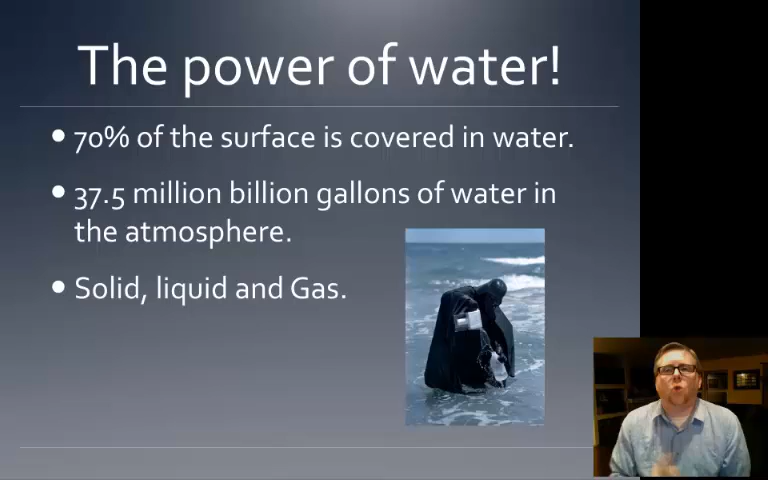 The power of water!
• 70% of the surface is covered in water.
• 37.5 million billion gallons of water in
the atmosphere.
• Solid, liquid and Gas.